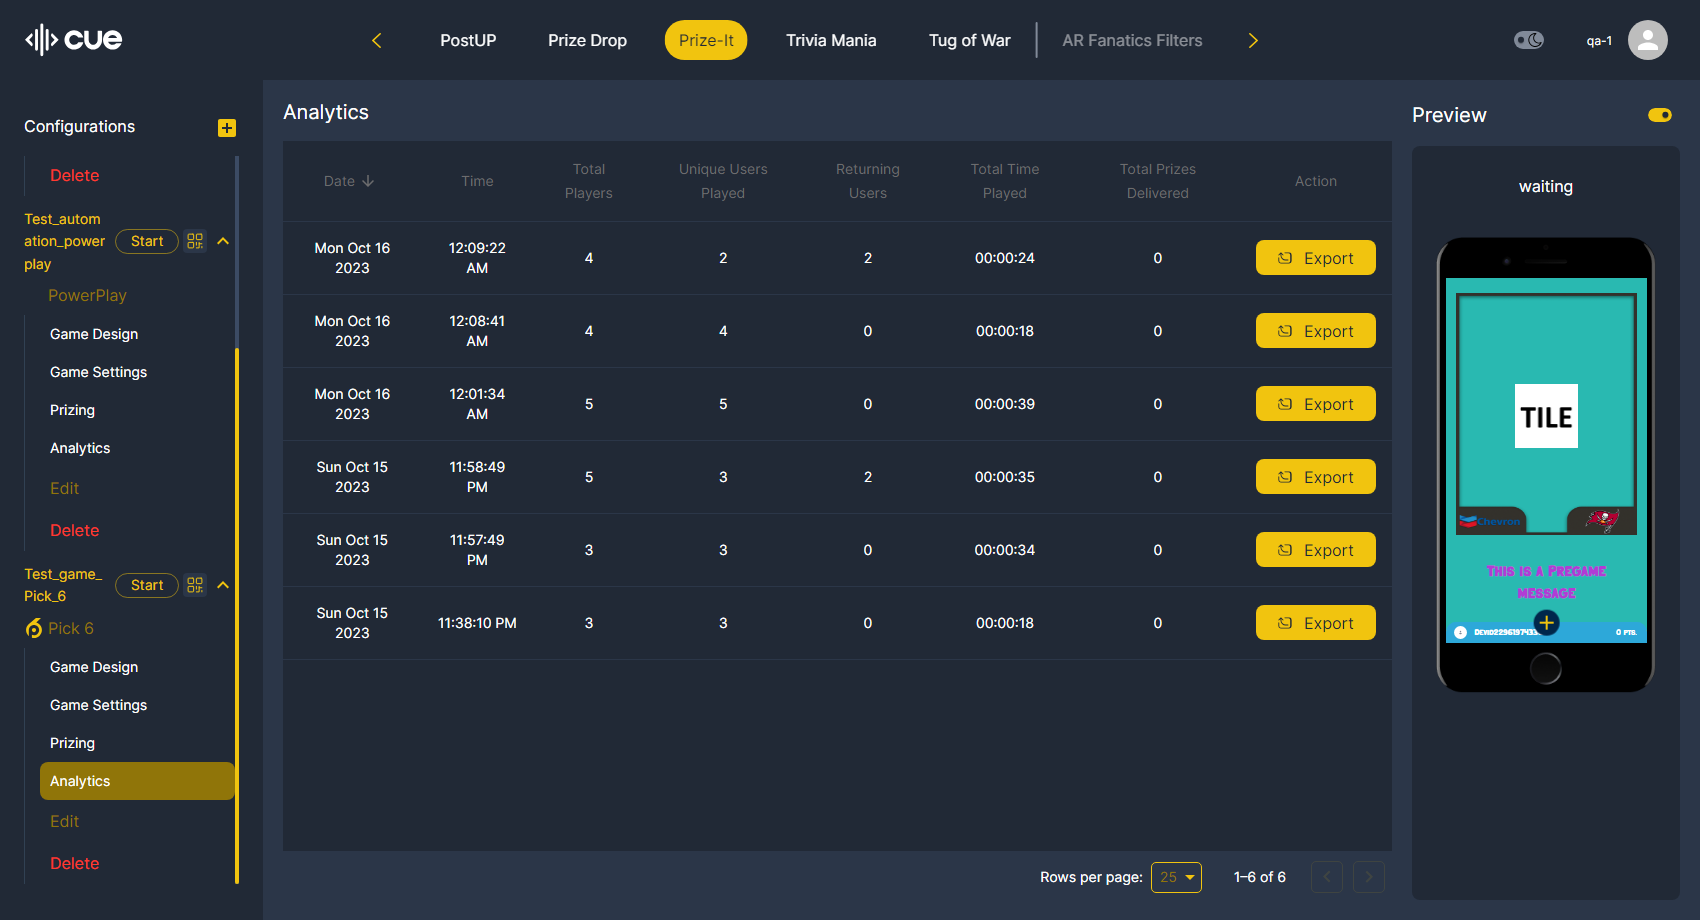 cue
PostUP
Prize Drop
Prize-It
Trivia Mania
Tug of War
AR Fanatics Filters
qa-1
Configurations
Delete
Test_autom
ation_power
play
Start
PowerPlay
Game Design
Game Settings
Prizing
Analytics
Edit
Delete
Test_game_
Pick_6
Start
Pick 6
Game Design
Game Settings
Prizing
Analytics
Edit
Delete
Analytics
Date
Time
Total
Players
Unique Users
Played
Returning
Users
Total Time
Played
Total Prizes
Delivered
Action
Mon Oct 16
2023
12:09:22
AM
4
2
2
00:00:24
0
Export
Mon Oct 16
2023
12:08:41
AM
4
4
0
00:00:18
0
Export
Mon Oct 16
2023
12:01:34
AM
5
5
0
00:00:39
0
Export
Sun Oct 15
2023
11:58:49
PM
5
3
2
00:00:35
0
Export
Sun Oct 15
2023
11:57:49
PM
3
3
0
00:00:34
0
Export
Sun Oct 15
2023
11:38:10 PM
3
3
0
00:00:18
0
Export
Rows per page:
25
1–6 of 6
Preview
waiting
TILE
Chevron
THIS IS A PREGAME
MESSAGE
0 PTS.